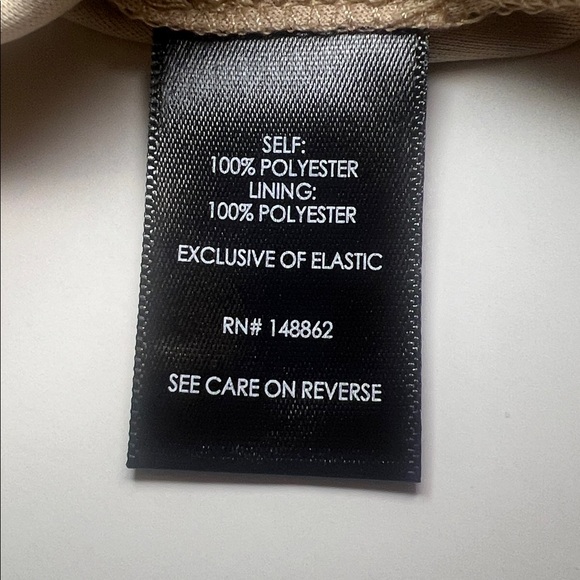 SELF:
100% POLYESTER
LINING:
100% POLYESTER
EXCLUSIVE OF ELASTIC
RN# 148862
SEE CARE ON REVERSE